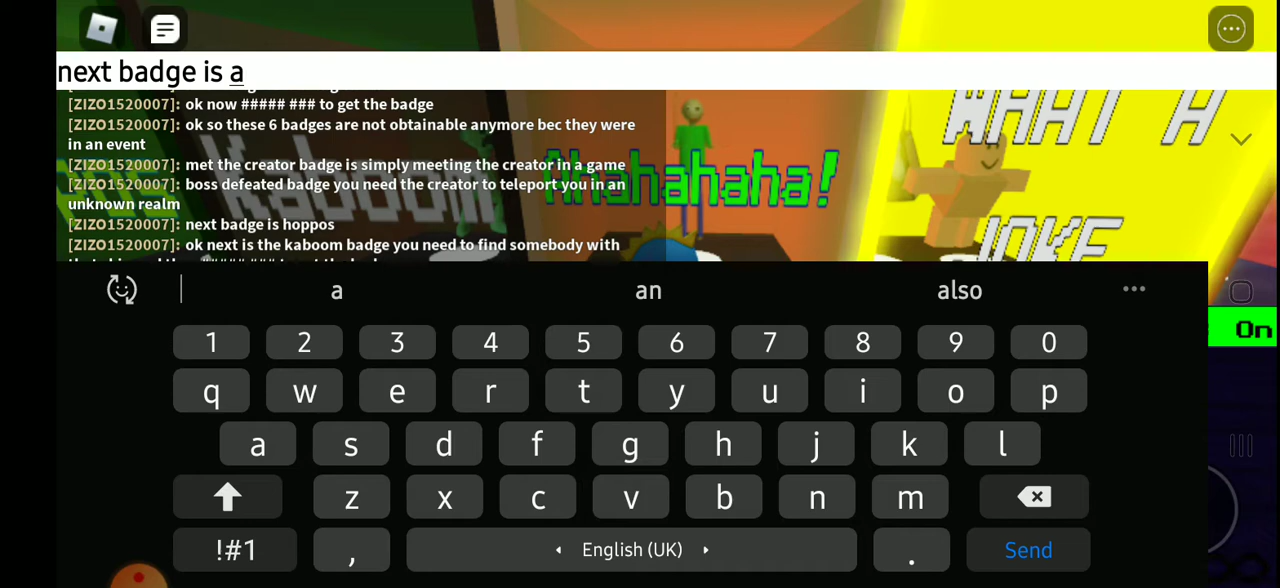 next badge is a
[ZIZO1520007]: ok now ##### ### to get the badge
[ZIZO1520007]: ok so these 6 badges are not obtainable anymore bec they were
in an event
[ZIZO1520007]: met the creator badge is simply meeting the creator in a game
[ZIZO1520007]: boss defeated badge you need the creator to teleport you in an
unknown realm
[ZIZO1520007]: next badge is hoppos
[ZIZO1520007]: ok next is the kaboom badge you need to find somebody with
Kaboom
Ahahahaha!
WHAT A
JOKE
On
a an also
1 2 3 4 5 6 7 8 9 0
q w e r t y u i o p
a s d f g h j k l
z x c v b n m
!#1 , English (UK) . Send